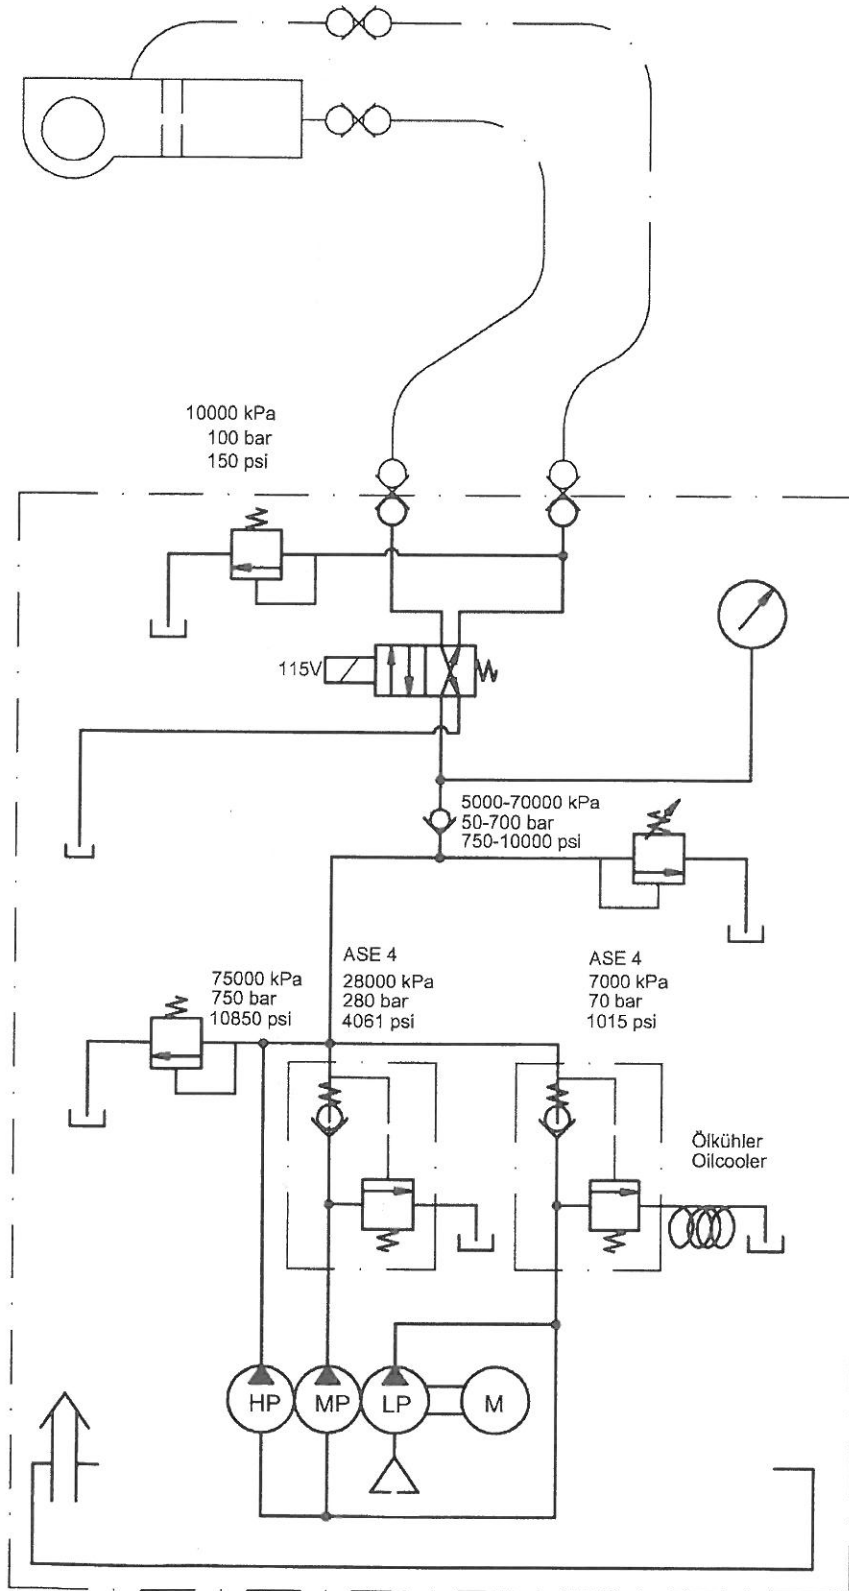 10000 kPa
100 bar
150 psi
115V
5000-70000 kPa
50-700 bar
750-10000 psi
ASE 4
28000 kPa
280 bar
4061 psi
ASE 4
7000 kPa
70 bar
1015 psi
75000 kPa
750 bar
10850 psi
Ölkühler
Oilcooler
HP
MP
LP
M